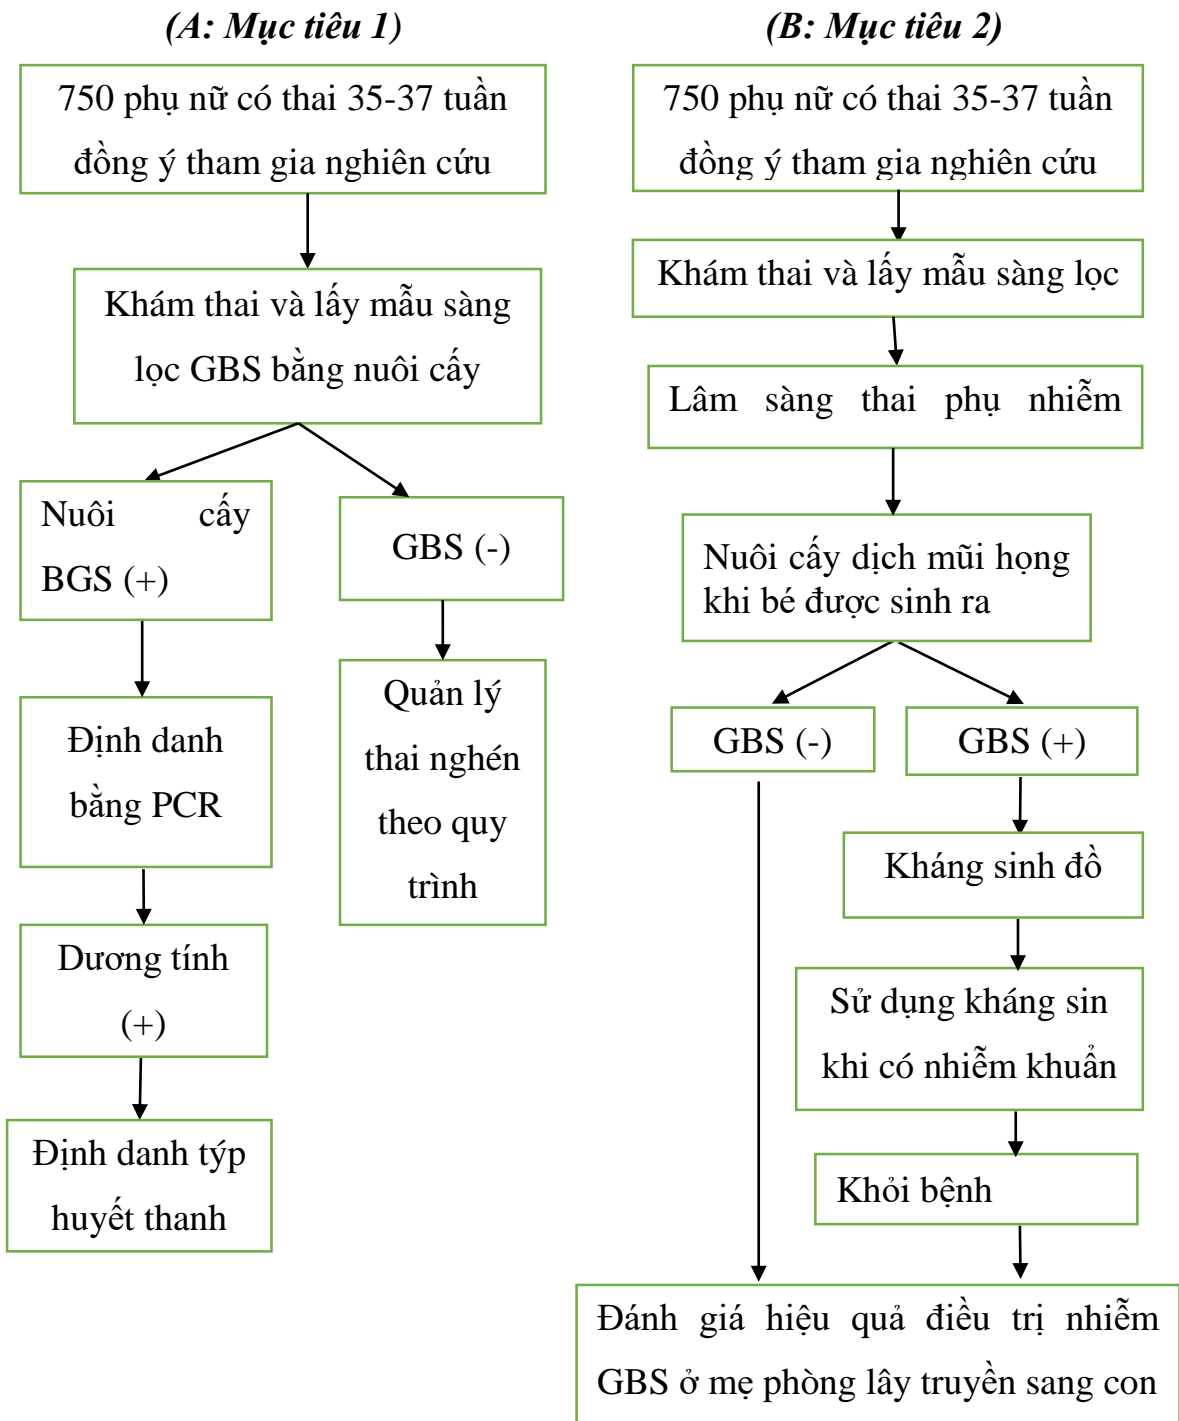 (A: Mục tiêu 1)
750 phụ nữ có thai 35-37 tuần
đồng ý tham gia nghiên cứu
Khám thai và lấy mẫu sàng
lọc GBS bằng nuôi cấy
Nuôi cấy
BGS (+)
GBS (-)
Định danh
bằng PCR
Quản lý
thai nghén
theo quy
trình
Dương tính
(+)
Định danh týp
huyết thanh
(B: Mục tiêu 2)
750 phụ nữ có thai 35-37 tuần
đồng ý tham gia nghiên cứu
Khám thai và lấy mẫu sàng lọc
Lâm sàng thai phụ nhiễm
Nuôi cấy dịch mũi họng
khi bé được sinh ra
GBS (-)
GBS (+)
Kháng sinh đồ
Sử dụng kháng sin
khi có nhiễm khuẩn
Khỏi bệnh
Đánh giá hiệu quả điều trị nhiễm
GBS ở mẹ phòng lây truyền sang con